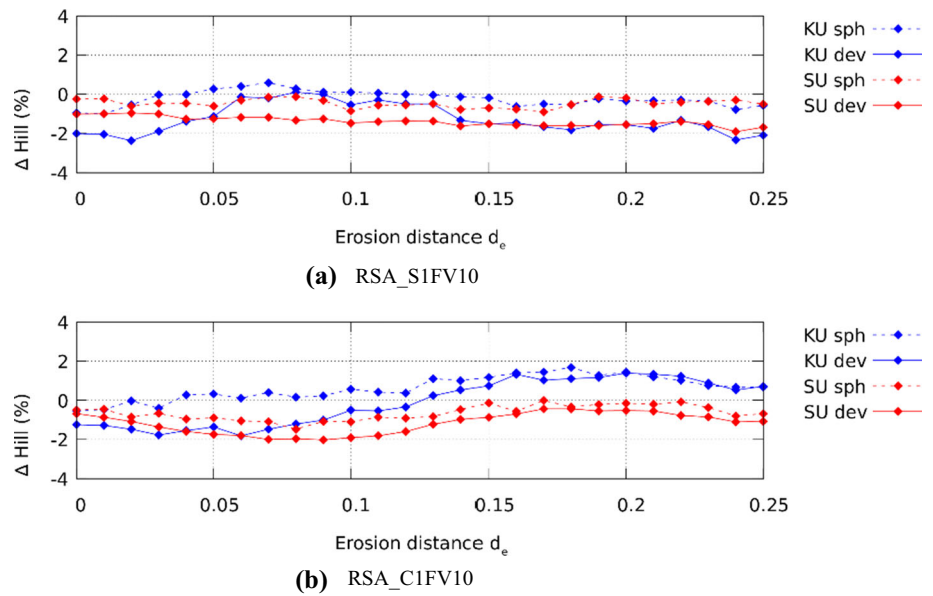 4
2
0
-2
-4
Δ Hill (%)
0 0.05 0.1 0.15 0.2 0.25
Erosion distance dₑ
KU sph
KU dev
SU sph
SU dev
(a) RSA_S1FV10
4
2
0
-2
-4
Δ Hill (%)
0 0.05 0.1 0.15 0.2 0.25
Erosion distance dₑ
KU sph
KU dev
SU sph
SU dev
(b) RSA_C1FV10